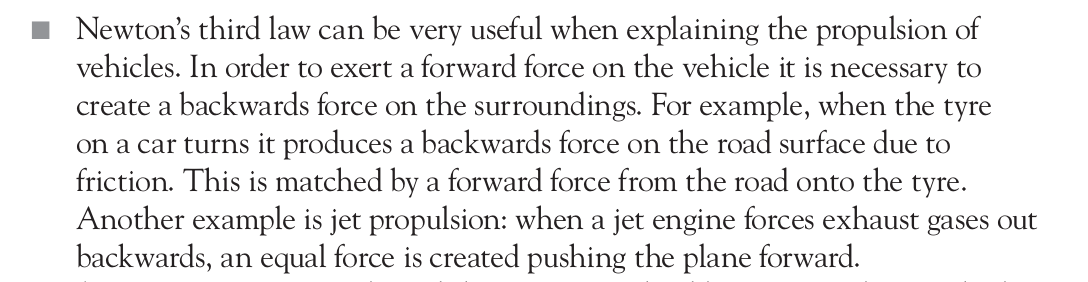 Newton's third law can be very useful when explaining the propulsion of
vehicles. In order to exert a forward force on the vehicle it is necessary to
create a backwards force on the surroundings. For example, when the tyre
on a car turns it produces a backwards force on the road surface due to
friction. This is matched by a forward force from the road onto the tyre.
Another example is jet propulsion: when a jet engine forces exhaust gases out
backwards, an equal force is created pushing the plane forward.